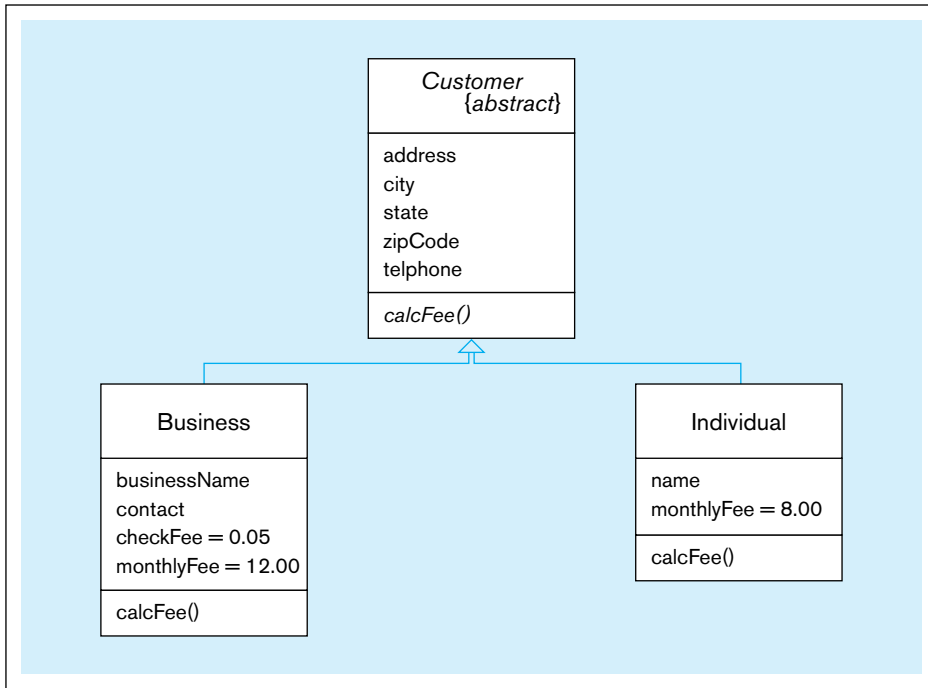 Customer
{abstract}
address
city
state
zipCode
telphone
calcFee()
Business
businessName
contact
checkFee = 0.05
monthlyFee = 12.00
calcFee()
Individual
name
monthlyFee = 8.00
calcFee()